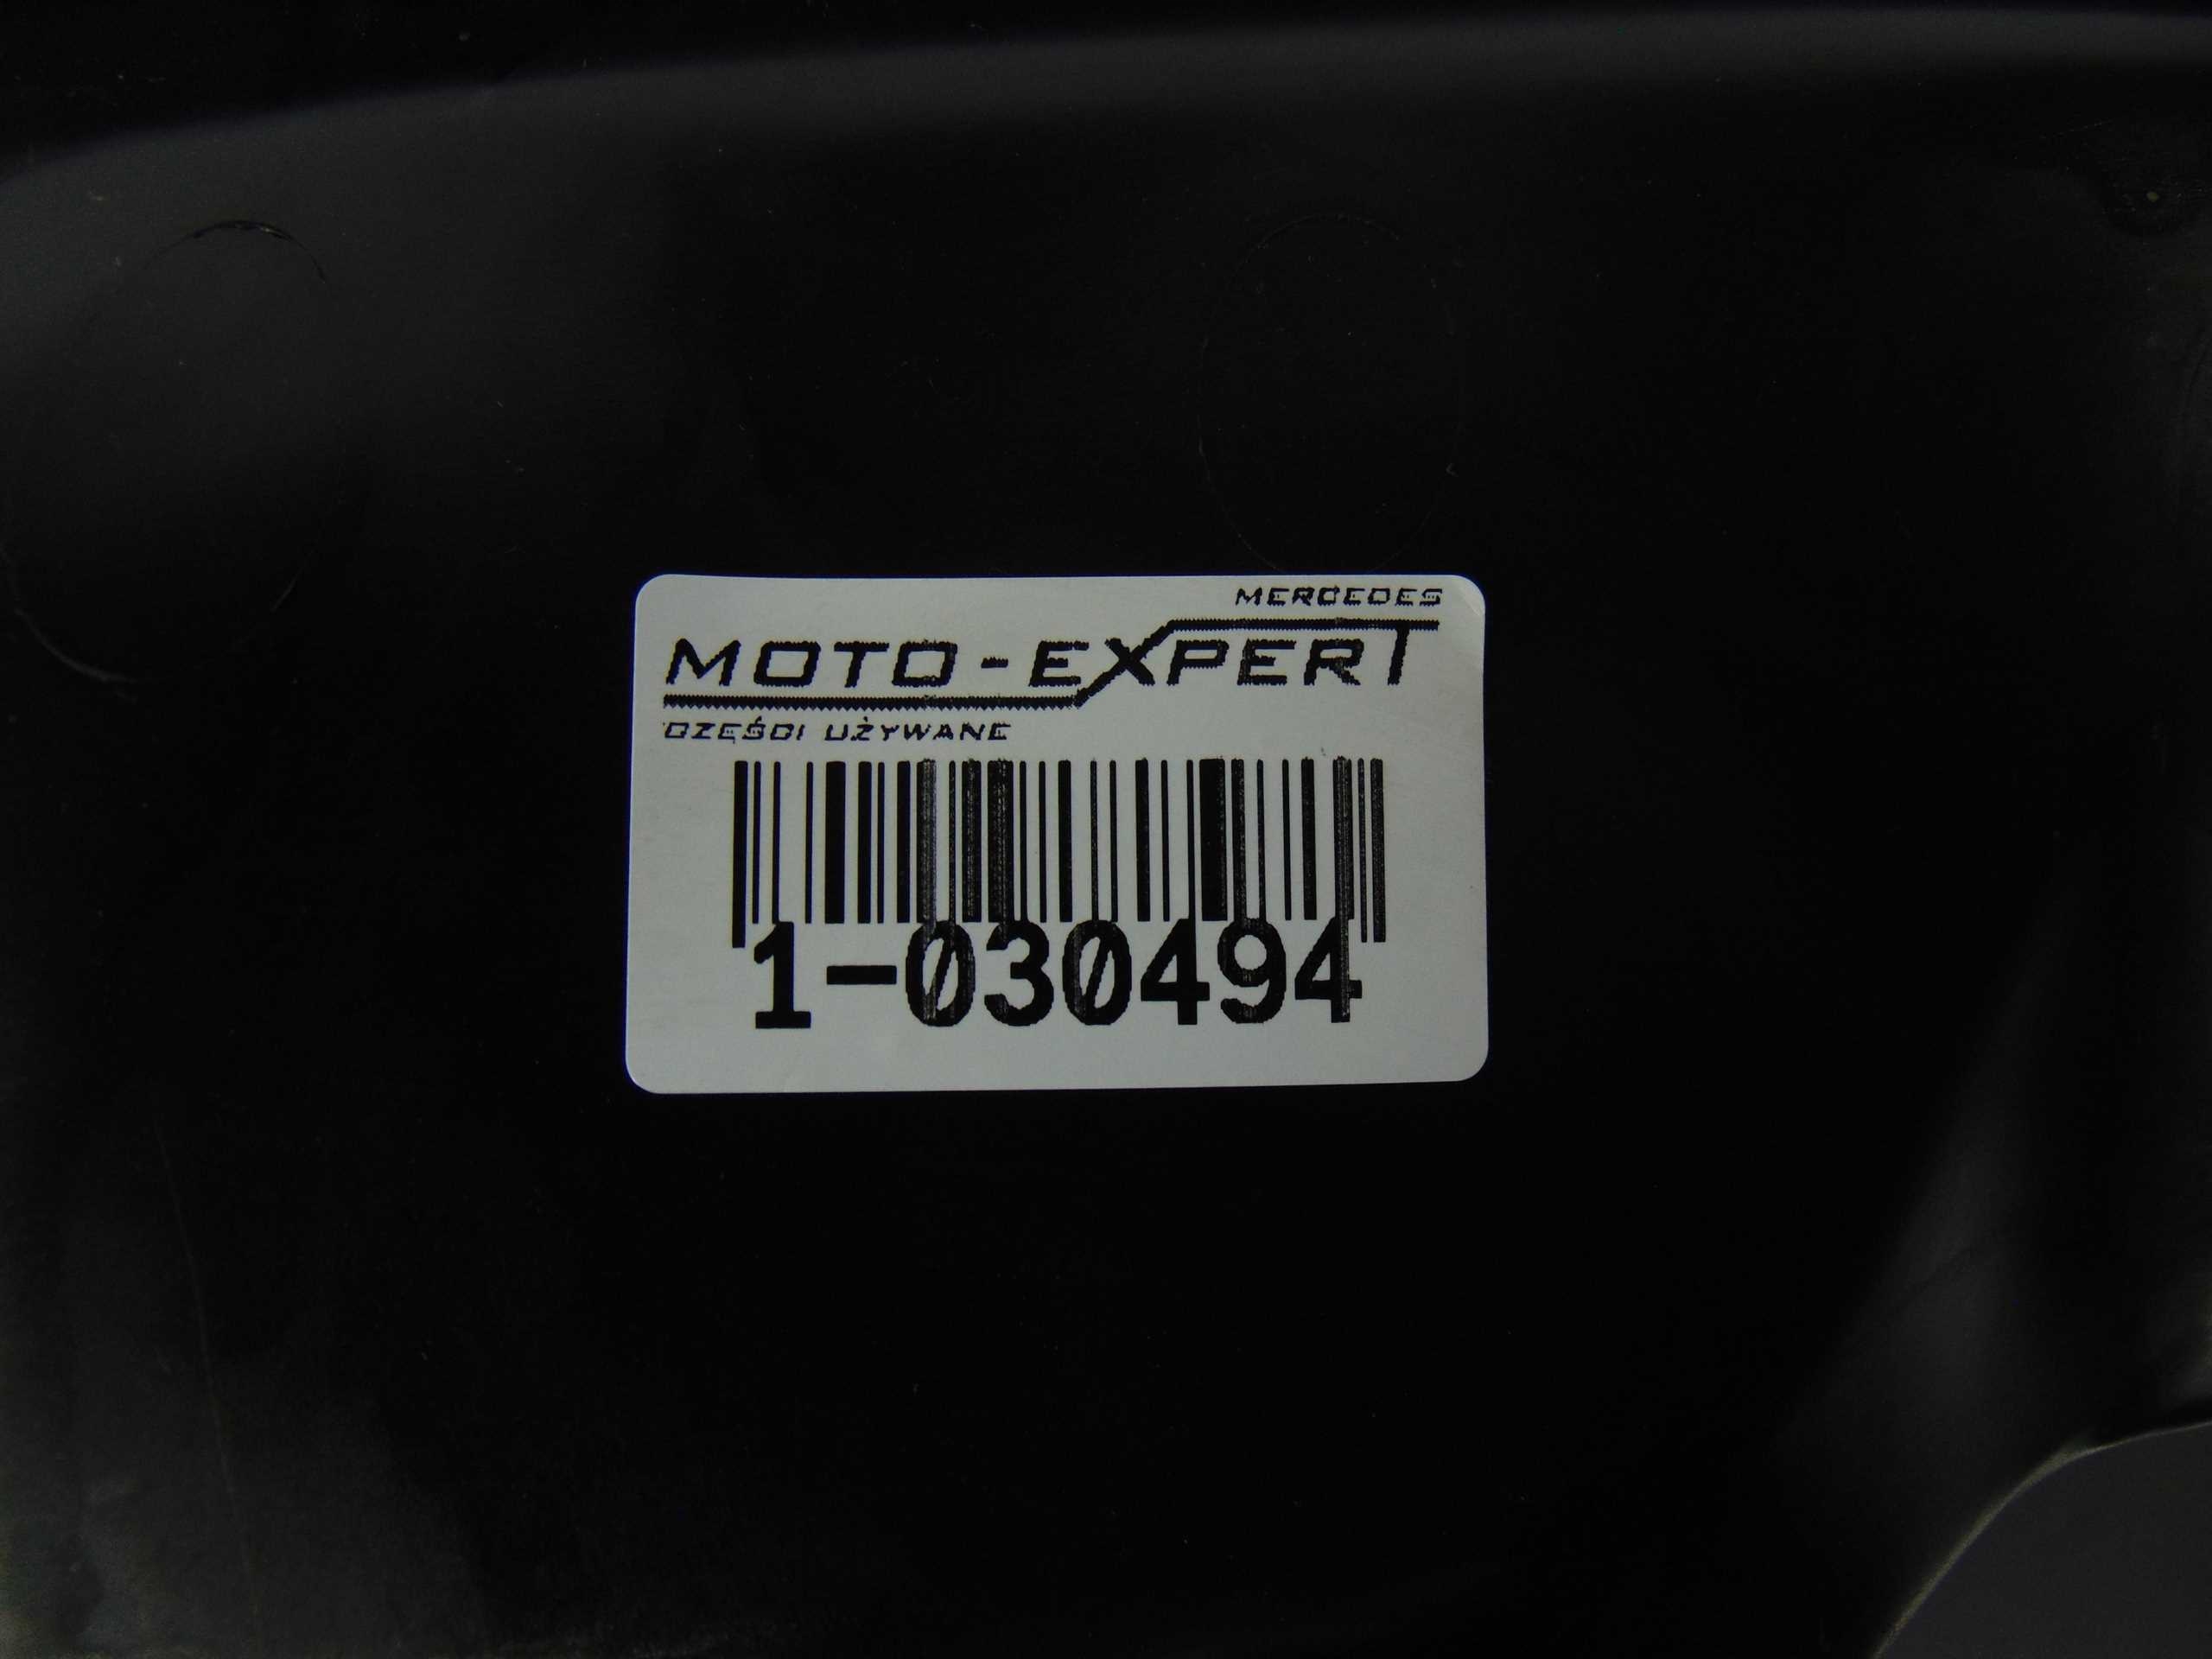 MERCEDES
MOTO-EXPERT
CZĘŚCI UŻYWANE
1-030494